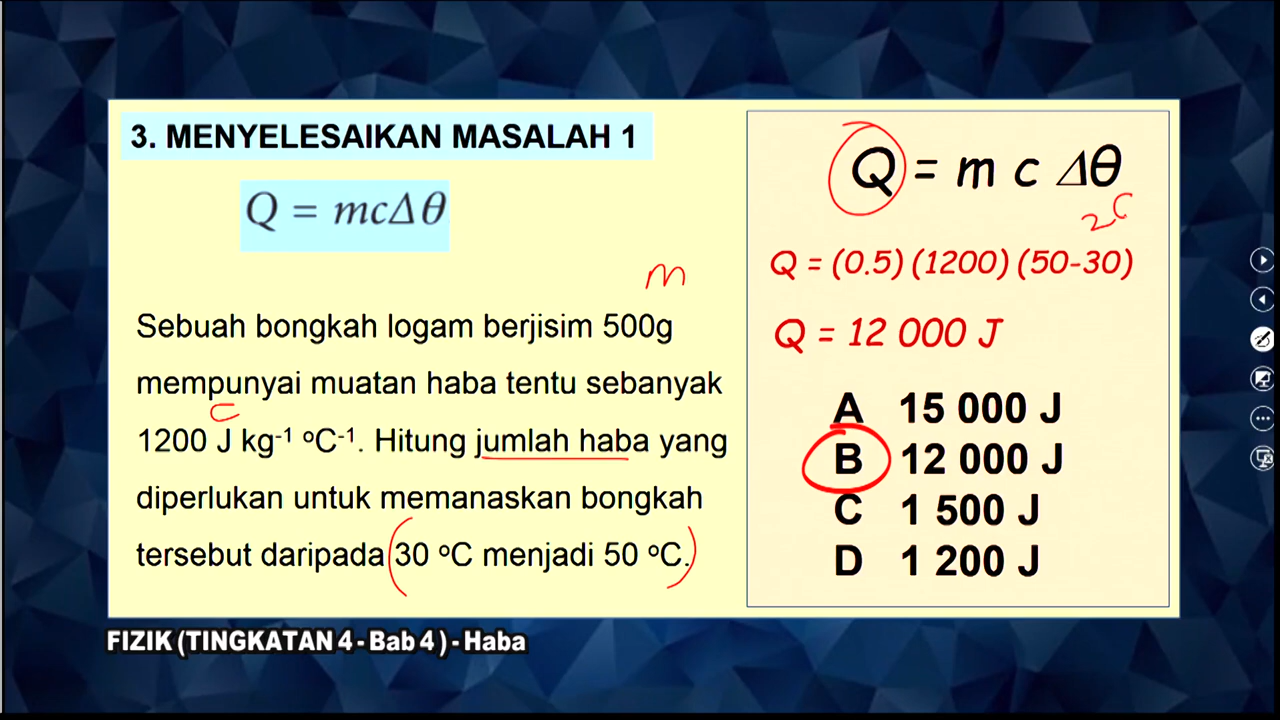 3. MENYELESAIKAN MASALAH 1
Q = mcΔθ
m
Sebuah bongkah logam berjisim 500g
mempunyai muatan haba tentu sebanyak
c
1200 J kg⁻¹ ºC⁻¹. Hitung jumlah haba yang
diperlukan untuk memanaskan bongkah
tersebut daripada (30 ºC menjadi 50 ºC.)
Q = m c Δθ
Q = (0.5) (1200) (50-30)
Q = 12 000 J
A 15 000 J
B 12 000 J
C 1 500 J
D 1 200 J
FIZIK (TINGKATAN 4 - Bab 4 ) - Haba